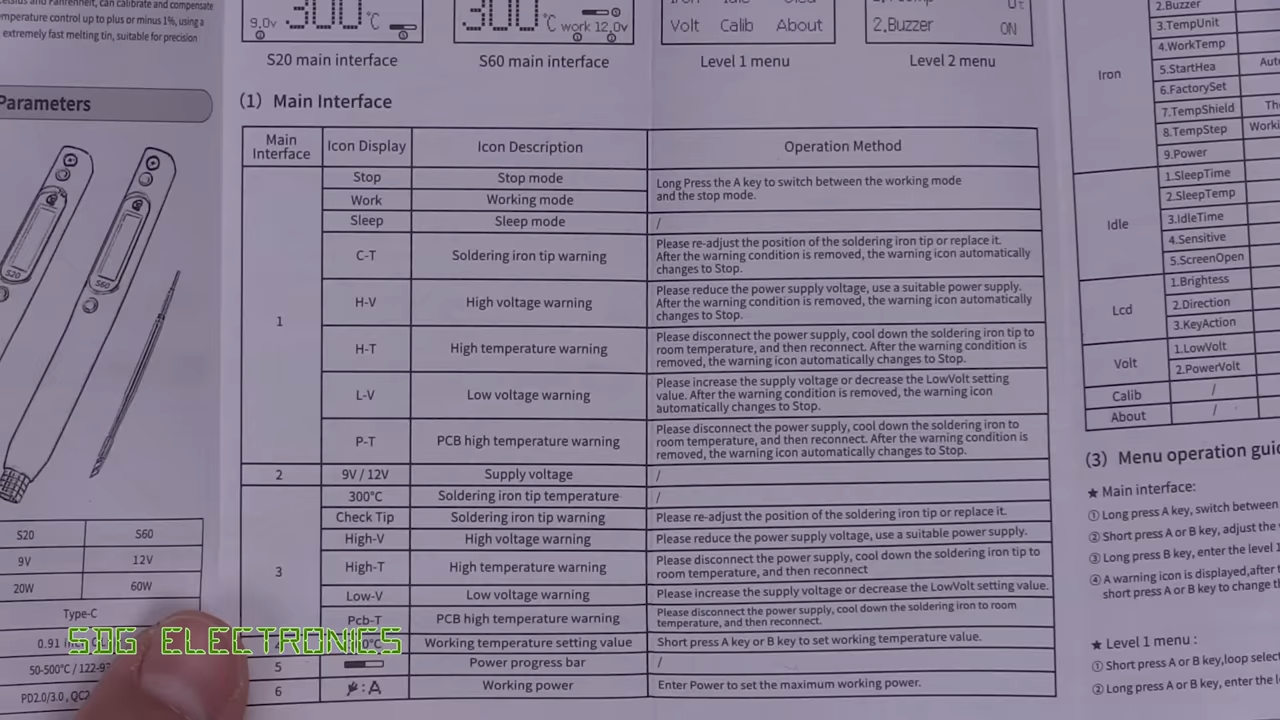 Celsius and Fahrenheit, can calibrate and compensate
temperature control up to plus or minus 1%, using a
extremely fast melting tin, suitable for precision
Parameters
S20
S60
S20 S60
9V 12V
20W 60W
Type-C
0.91
50-500°C / 122-93
PD2.0/3.0, QC2
9.0v 300 °C
S20 main interface
300 °C work 12.0v
S60 main interface
Volt Calib About
Level 1 menu
2.Buzzer ON
Level 2 menu
(1) Main Interface
Main Interface Icon Display Icon Description Operation Method
1
Stop Stop mode
Work Working mode
Long Press the A key to switch between the working mode
and the stop mode.
Sleep Sleep mode /
C-T Soldering iron tip warning
Please re-adjust the position of the soldering iron tip or replace it.
After the warning condition is removed, the warning icon automatically
changes to Stop.
H-V High voltage warning
Please reduce the power supply voltage, use a suitable power supply.
After the warning condition is removed, the warning icon automatically
changes to Stop.
H-T High temperature warning
Please disconnect the power supply, cool down the soldering iron tip to
room temperature, and then reconnect. After the warning condition is
removed, the warning icon automatically changes to Stop.
L-V Low voltage warning
Please increase the supply voltage or decrease the LowVolt setting
value. After the warning condition is removed, the warning icon
automatically changes to Stop.
P-T PCB high temperature warning
Please disconnect the power supply, cool down the soldering iron to
room temperature, and then reconnect. After the warning condition is
removed, the warning icon automatically changes to Stop.
2 9V / 12V Supply voltage /
3
300°C Soldering iron tip temperature /
Check Tip Soldering iron tip warning Please re-adjust the position of the soldering iron tip or replace it.
High-V High voltage warning Please reduce the power supply voltage, use a suitable power supply.
High-T High temperature warning
Please disconnect the power supply, cool down the soldering iron tip to
room temperature, and then reconnect
Low-V Low voltage warning Please increase the supply voltage or decrease the LowVolt setting value.
Pcb-T PCB high temperature warning
Please disconnect the power supply, cool down the soldering iron to room
temperature, and then reconnect.
Working temperature setting value Short press A key or B key to set working temperature value.
5 Power progress bar /
6 :A Working power Enter Power to set the maximum working power.
Iron
2.Buzzer
3.TempUnit
4.WorkTemp
5.StartHea
6.FactorySet
7.TempShield
8.TempStep
9.Power
Idle
1.SleepTime
2.SleepTemp
3.IdleTime
4.Sensitive
5.ScreenOpen
Lcd
1.Brightess
2.Direction
3.KeyAction
Volt
1.LowVolt
2.PowerVolt
Calib /
About /
(3) Menu operation
★ Main interface:
① Long press A key, switch between
② Short press A or B key, adjust the
③ Long press B key, enter the level 1
④ A warning icon is displayed,after
short press A or B key to change
★ Level 1 menu :
① Short press A or B key,loop
② Long press A or B key, enter the
SDG ELECTRONICS